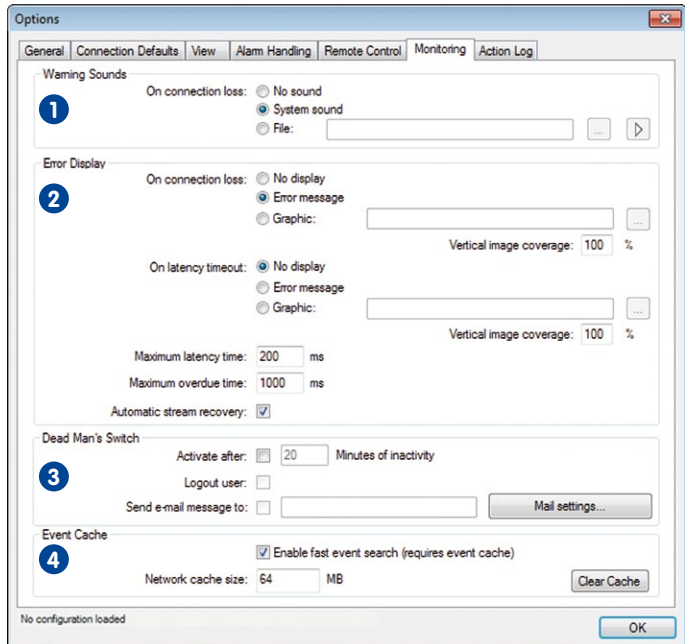 Options
General Connection Defaults View Alarm Handling Remote Control Monitoring Action Log
Warning Sounds
1
On connection loss: No sound
System sound
File: ...
Error Display
2
On connection loss: No display
Error message
Graphic: ...
Vertical image coverage: 100 %
On latency timeout: No display
Error message
Graphic: ...
Vertical image coverage: 100 %
Maximum latency time: 200 ms
Maximum overdue time: 1000 ms
Automatic stream recovery:
Dead Man's Switch
3
Activate after: 20 Minutes of inactivity
Logout user:
Send e-mail message to: Mail settings...
Event Cache
4
Enable fast event search (requires event cache)
Network cache size: 64 MB Clear Cache
No configuration loaded
OK